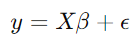 y = Xβ + ϵ